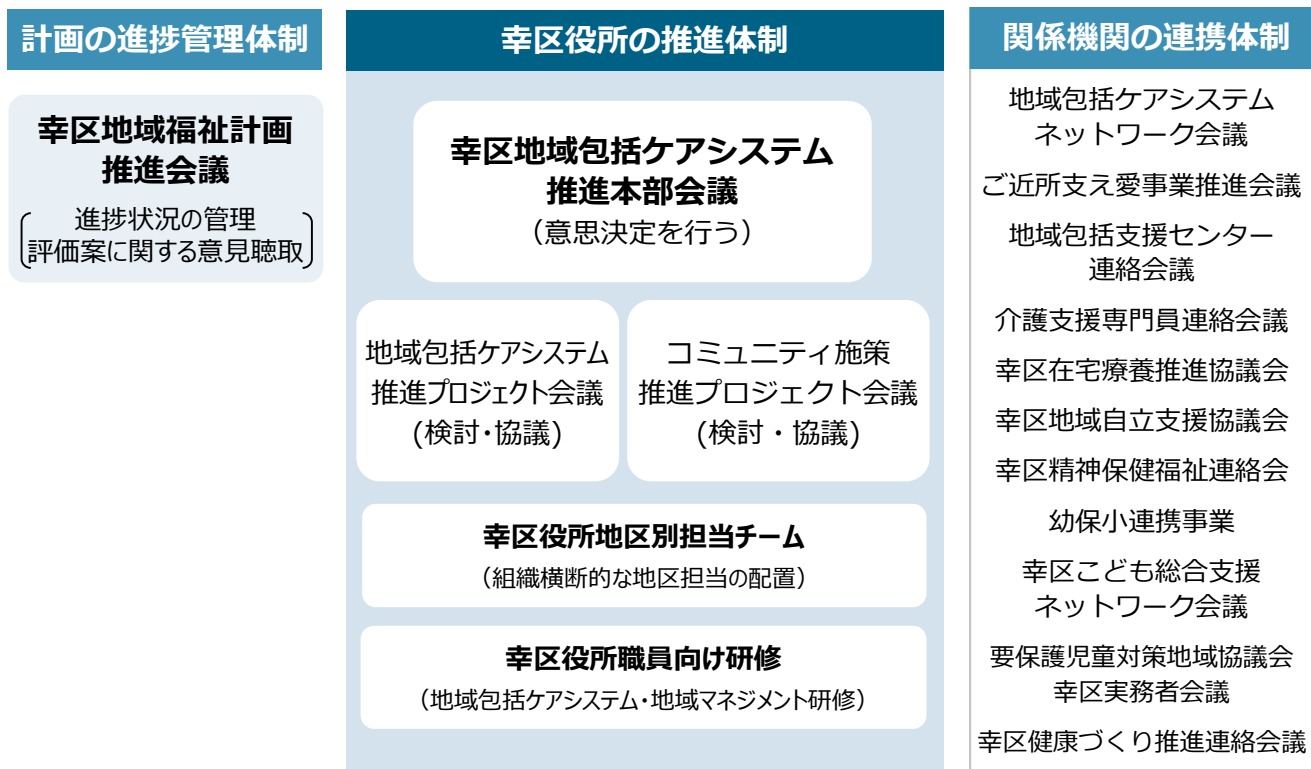 計画の進捗管理体制
幸区地域福祉計画
推進会議
進捗状況の管理
評価案に関する意見聴取
幸区役所の推進体制
幸区地域包括ケアシステム
推進本部会議
（意思決定を行う）
地域包括ケアシステム
推進プロジェクト会議
(検討・協議)
コミュニティ施策
推進プロジェクト会議
(検討・協議)
幸区役所地区別担当チーム
（組織横断的な地区担当の配置）
幸区役所職員向け研修
（地域包括ケアシステム・地域マネジメント研修）
関係機関の連携体制
地域包括ケアシステム
ネットワーク会議
ご近所支え愛事業推進会議
地域包括支援センター
連絡会議
介護支援専門員連絡会議
幸区在宅療養推進協議会
幸区地域自立支援協議会
幸区精神保健福祉連絡会
幼保小連携事業
幸区こども総合支援
ネットワーク会議
要保護児童対策地域協議会
幸区実務者会議
幸区健康づくり推進連絡会議